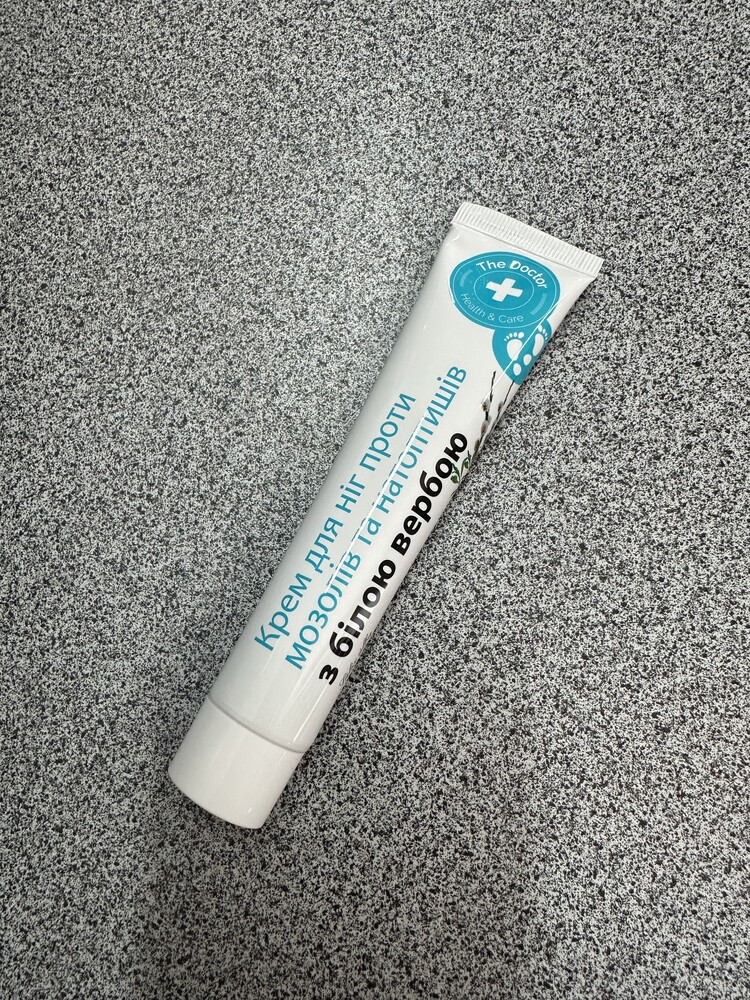 The Doctor
Health & Care
Крем для ніг проти
мозолів та натоптишів
з білою вербою